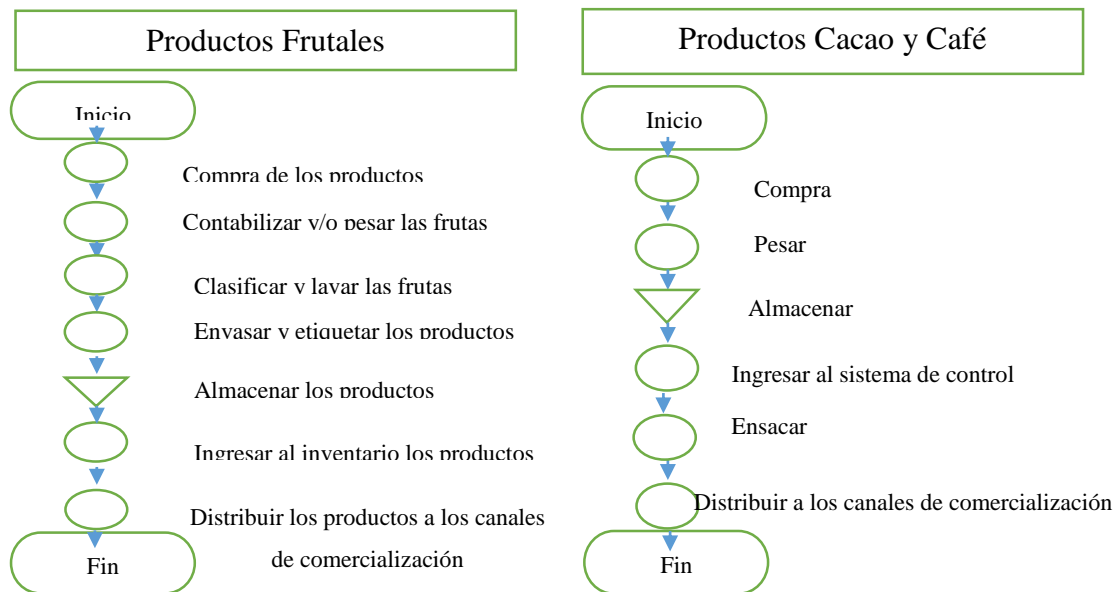 Productos Frutales
Inicio
Compra de los productos
Contabilizar y/o pesar las frutas
Clasificar y lavar las frutas
Envasar y etiquetar los productos
Almacenar los productos
Ingresar al inventario los productos
Distribuir los productos a los canales
de comercialización
Fin
Productos Cacao y Café
Inicio
Compra
Pesar
Almacenar
Ingresar al sistema de control
Ensacar
Distribuir a los canales de comercialización
Fin